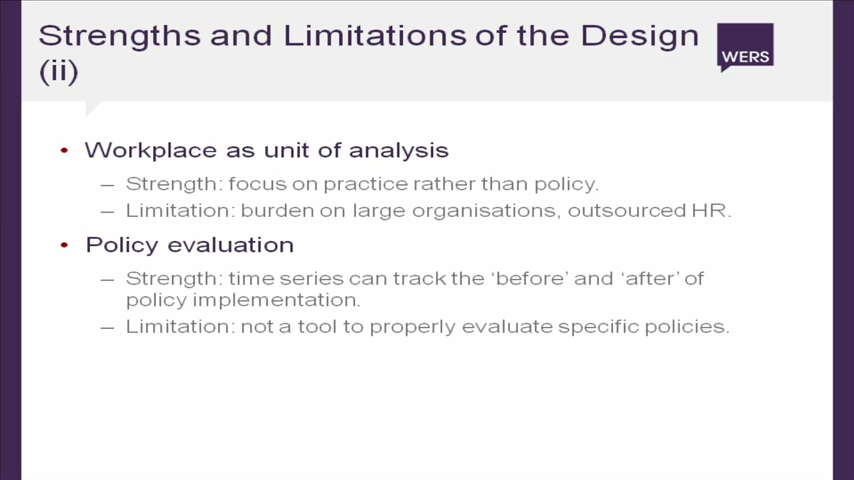 Strengths and Limitations of the Design
(ii)
WERS
• Workplace as unit of analysis
– Strength: focus on practice rather than policy.
– Limitation: burden on large organisations, outsourced HR.
• Policy evaluation
– Strength: time series can track the ‘before’ and ‘after’ of
policy implementation.
– Limitation: not a tool to properly evaluate specific policies.